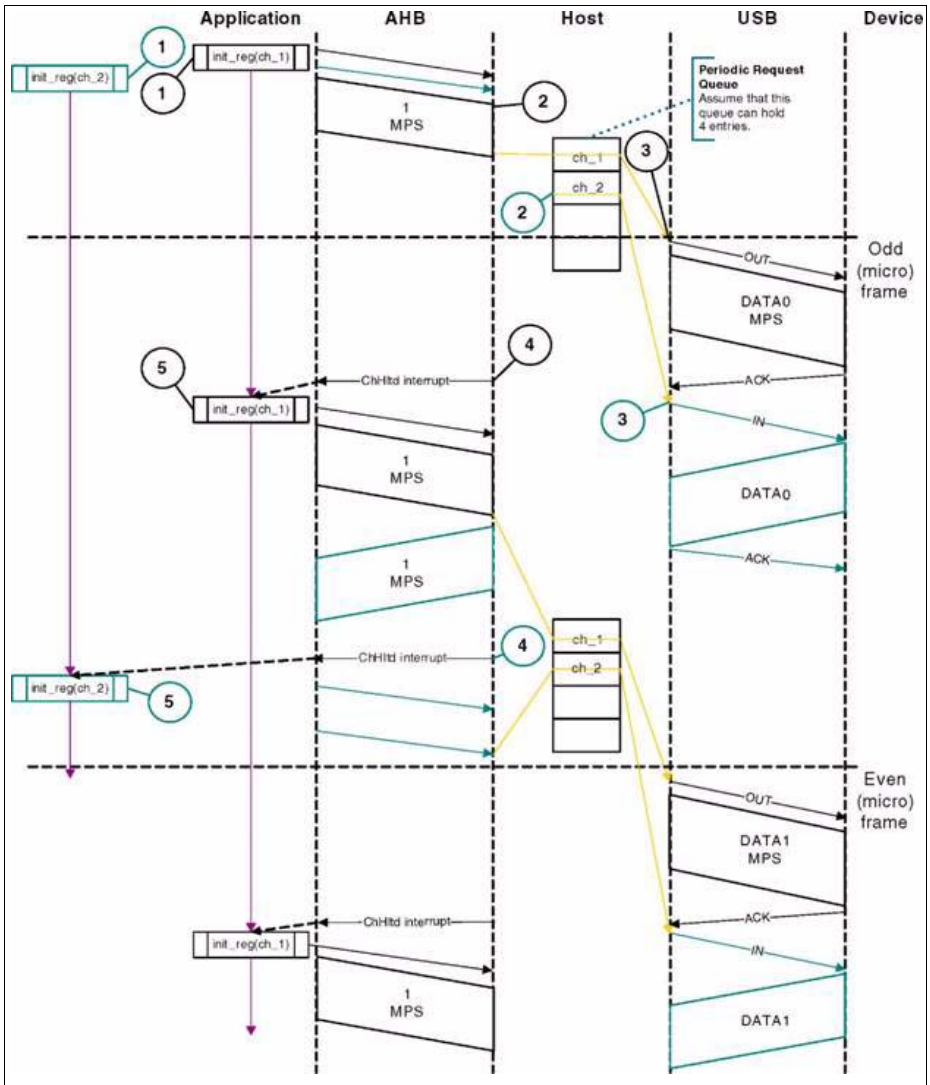 Application
AHB
Host
USB
Device
1
init_reg(ch_1)
init_reg(ch_2)
1
Periodic Request
Queue
Assume that this
queue can hold
4 entries.
1
MPS
2
3
ch_1
ch_2
2
Odd
(micro)
frame
OUT
DATA0
MPS
4
5
ChHltd interrupt
ACK
init_reg(ch_1)
3
IN
1
MPS
DATA0
1
MPS
ACK
4
ch_1
ChHltd interrupt
ch_2
init_reg(ch_2)
5
Even
(micro)
frame
OUT
DATA1
MPS
ChHltd interrupt
ACK
init_reg(ch_1)
IN
1
MPS
DATA1